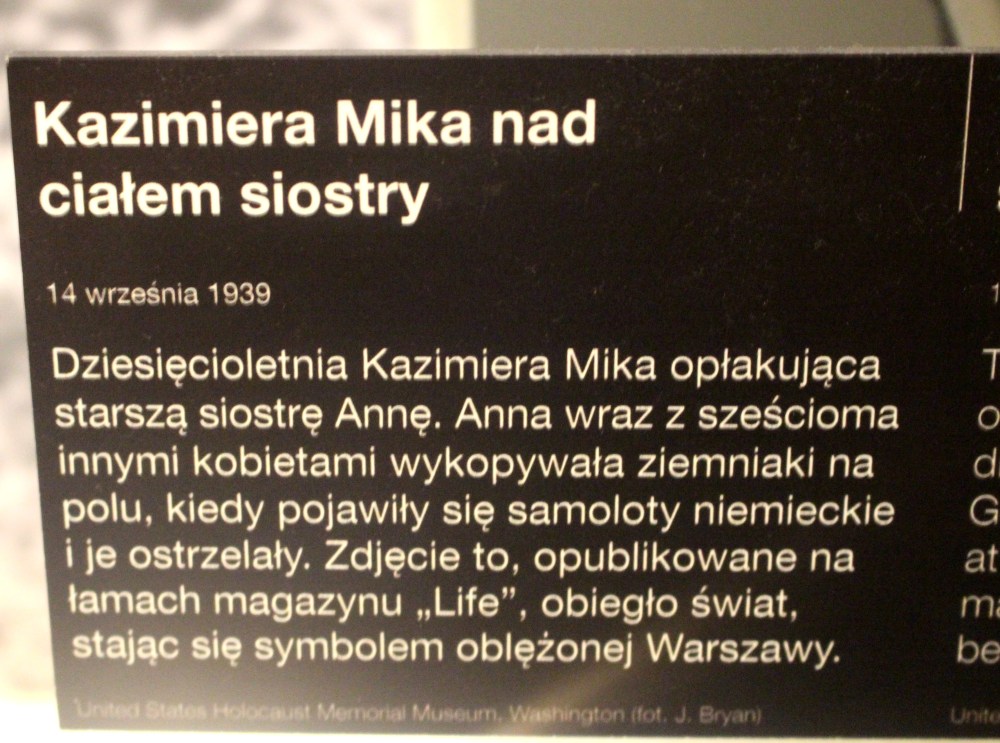 Kazimiera Mika nad
ciałem siostry
14 września 1939
Dziesięcioletnia Kazimiera Mika opłakująca
starszą siostrę Annę. Anna wraz z sześcioma
innymi kobietami wykopywała ziemniaki na
polu, kiedy pojawiły się samoloty niemieckie
i je ostrzelały. Zdjęcie to, opublikowane na
łamach magazynu „Life”, obiegło świat,
stając się symbolem oblężonej Warszawy.
United States Holocaust Memorial Museum, Washington (fot. J. Bryan)